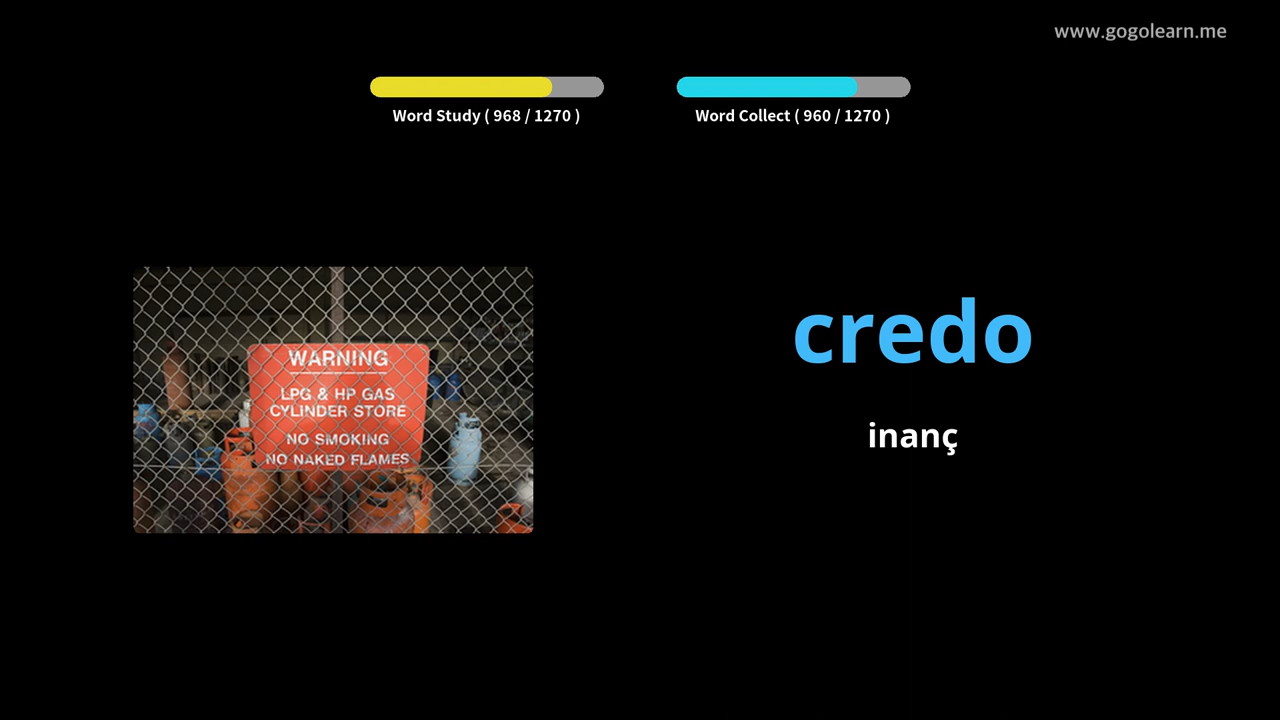 www.gogolearn.me
Word Study ( 968 / 1270 )
Word Collect ( 960 / 1270 )
WARNING
LPG & HP GAS
CYLINDER STORE
NO SMOKING
NO NAKED FLAMES
credo
inanç